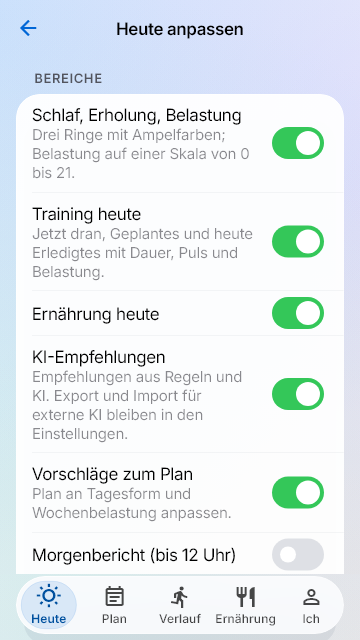 Heute anpassen
BEREICHE
Schlaf, Erholung, Belastung
Drei Ringe mit Ampelfarben;
Belastung auf einer Skala von 0
bis 21.
Training heute
Jetzt dran, Geplantes und heute
Erledigtes mit Dauer, Puls und
Belastung.
Ernährung heute
KI-Empfehlungen
Empfehlungen aus Regeln und
KI. Export und Import für
externe KI bleiben in den
Einstellungen.
Vorschläge zum Plan
Plan an Tagesform und
Wochenbelastung anpassen.
Morgenbericht (bis 12 Uhr)
Heute
Plan
Verlauf
Ernährung
Ich